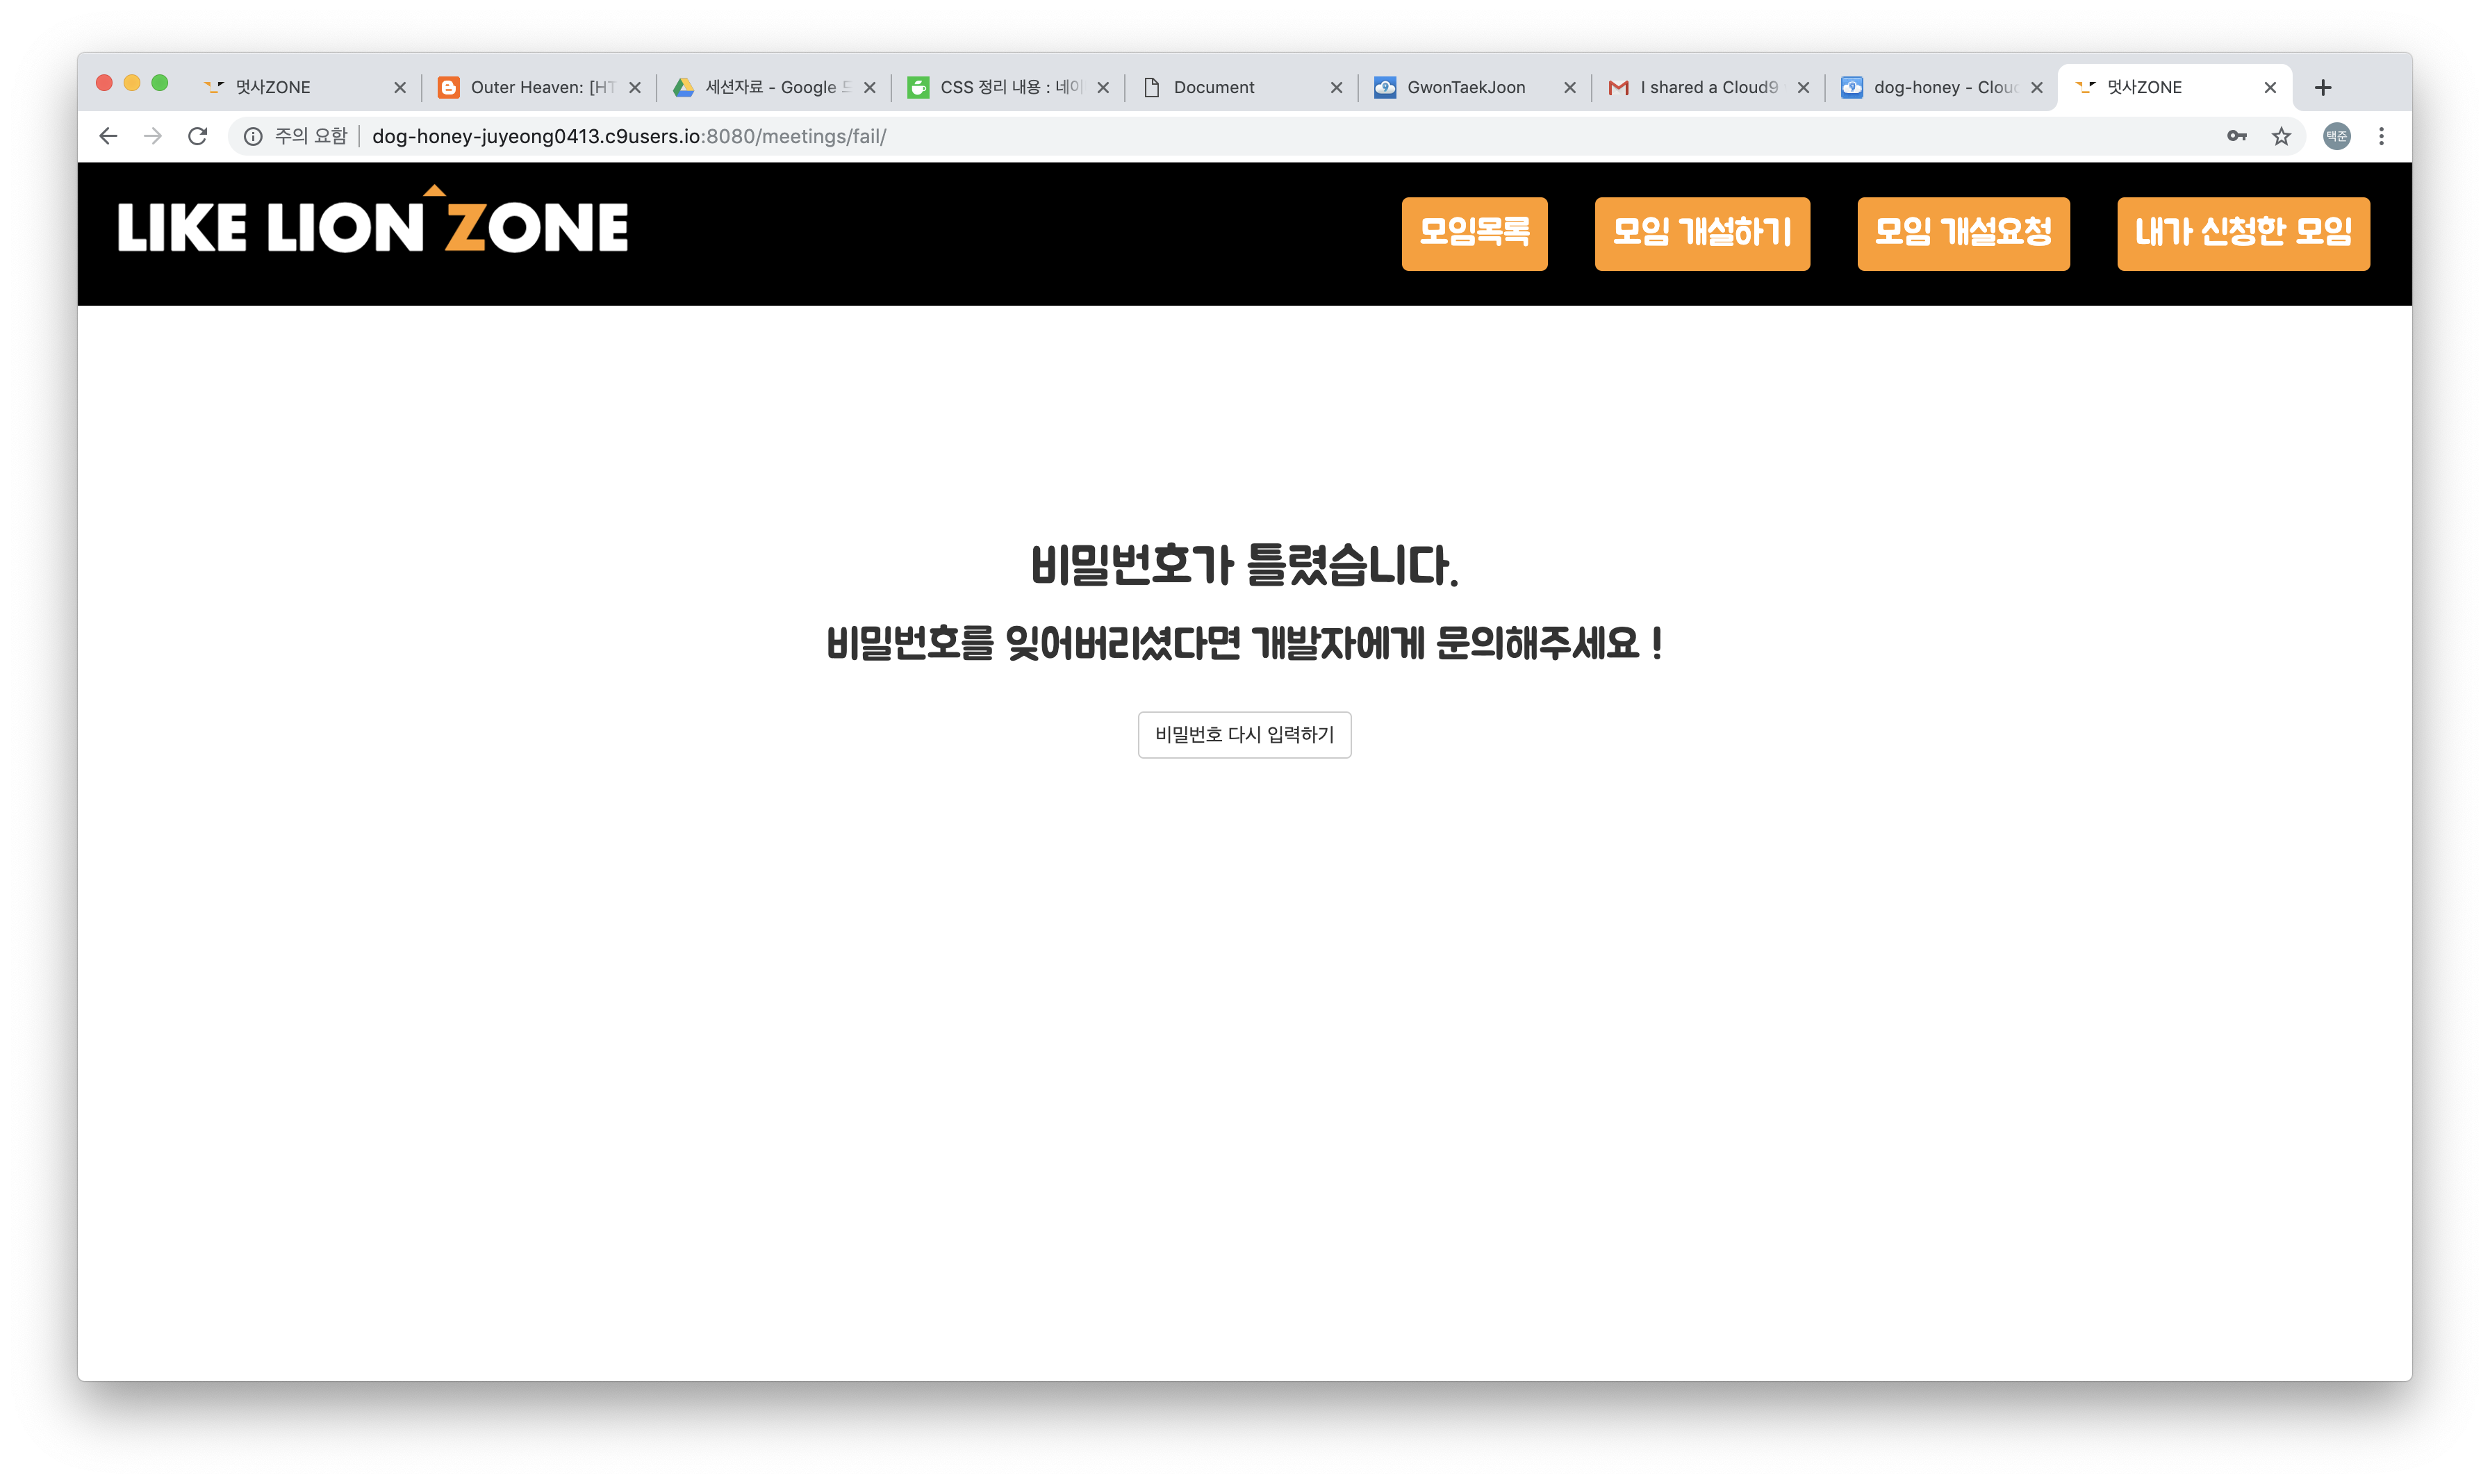 멋사ZONE
Outer Heaven: [HT
세션자료 - Google 드
CSS 정리 내용 : 네이
Document
GwonTaekJoon
I shared a Cloud9
dog-honey - Cloud
멋사ZONE
주의 요함
dog-honey-juyeong0413.c9users.io:8080/meetings/fail/
택준
LIKE LION ZONE
모임목록
모임 개설하기
모임 개설요청
내가 신청한 모임
비밀번호가 틀렸습니다.
비밀번호를 잊어버리셨다면 개발자에게 문의해주세요 !
비밀번호 다시 입력하기